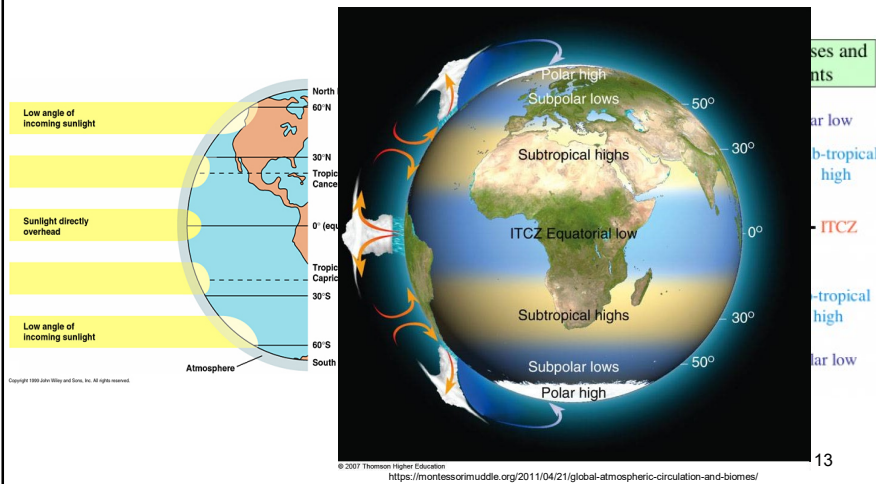 Low angle of
incoming sunlight
Sunlight directly
overhead
Low angle of
incoming sunlight
North
60°N
30°N
Tropic
Cance
0° (equ
Tropic
Capric
30°S
60°S
South
Atmosphere
Copyright 1999 John Wiley and Sons, Inc. All rights reserved.
Polar high
Subpolar lows
50°
Subtropical highs
30°
ITCZ Equatorial low
0°
Subtropical highs
30°
Subpolar lows
50°
Polar high
ses and
nts
ar low
b-tropical
high
ITCZ
-tropical
high
lar low
© 2007 Thomson Higher Education
https://montessorimuddle.org/2011/04/21/global-atmospheric-circulation-and-biomes/
13